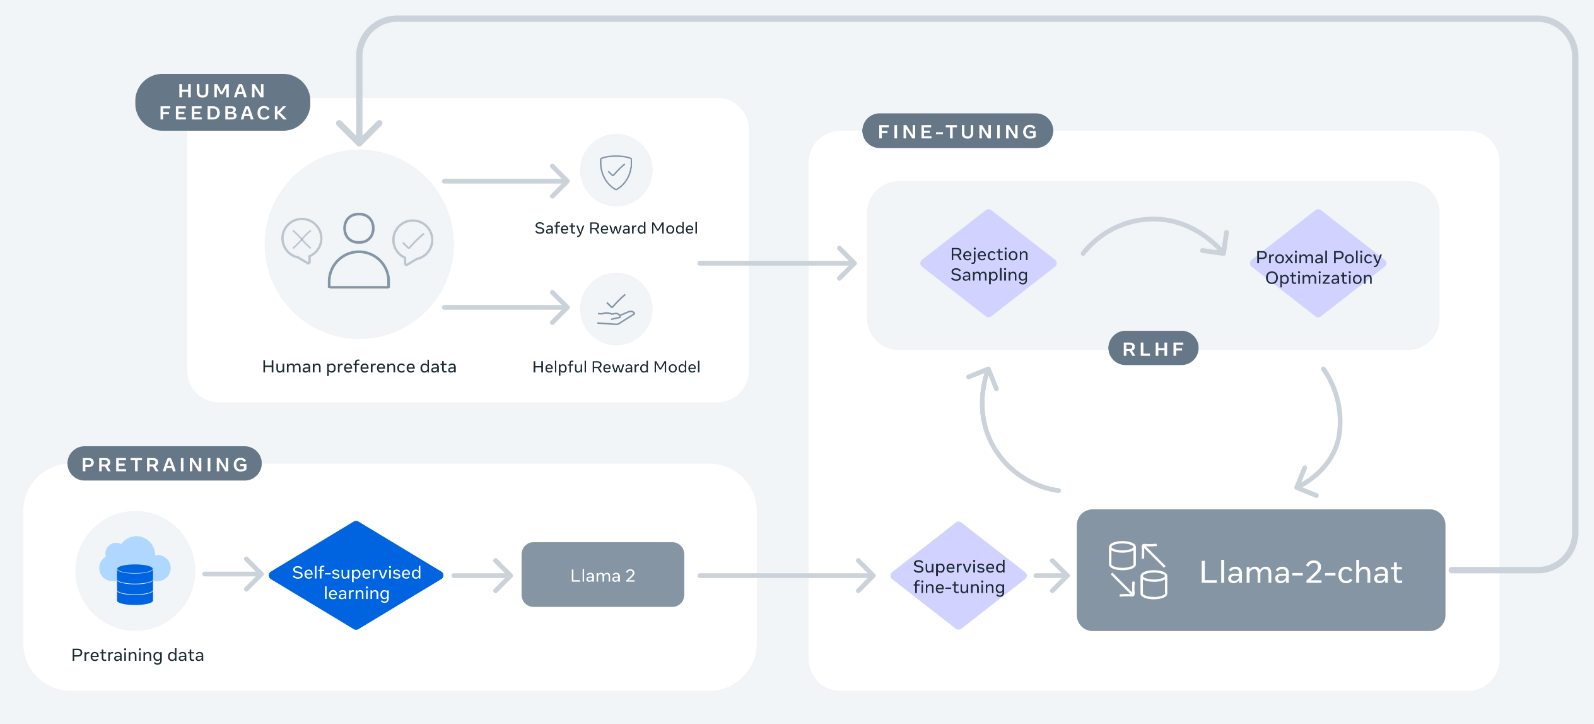 HUMAN
FEEDBACK
Safety Reward Model
Helpful Reward Model
Human preference data
FINE-TUNING
Rejection
Sampling
Proximal Policy
Optimization
RLHF
PRETRAINING
Pretraining data
Self-supervised
learning
Llama 2
Supervised
fine-tuning
Llama-2-chat